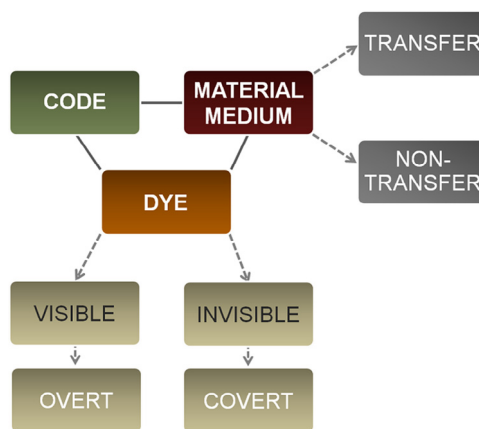 TRANSFER
CODE
MATERIAL
MEDIUM
NON-
TRANSFER
DYE
VISIBLE
INVISIBLE
OVERT
COVERT